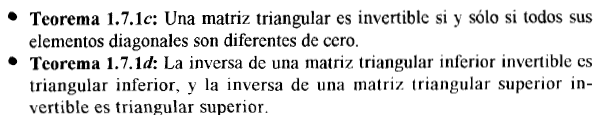 • Teorema 1.7.1c: Una matriz triangular es invertible si y sólo si todos sus
elementos diagonales son diferentes de cero.
• Teorema 1.7.1d: La inversa de una matriz triangular inferior invertible es
triangular inferior, y la inversa de una matriz triangular superior in-
vertible es triangular superior.